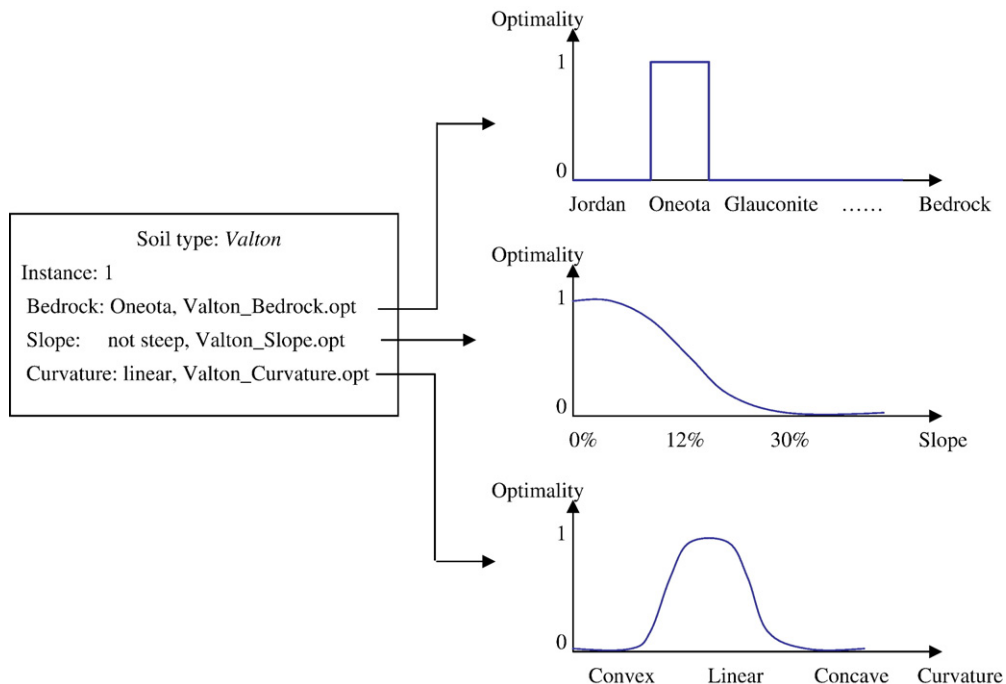 Soil type: Valton
Instance: 1
Bedrock: Oneota, Valton_Bedrock.opt
Slope: not steep, Valton_Slope.opt
Curvature: linear, Valton_Curvature.opt
Optimality
1
0
Jordan Oneota Glauconite ...... Bedrock
Optimality
1
0
0% 12% 30% Slope
Optimality
1
0
Convex Linear Concave Curvature